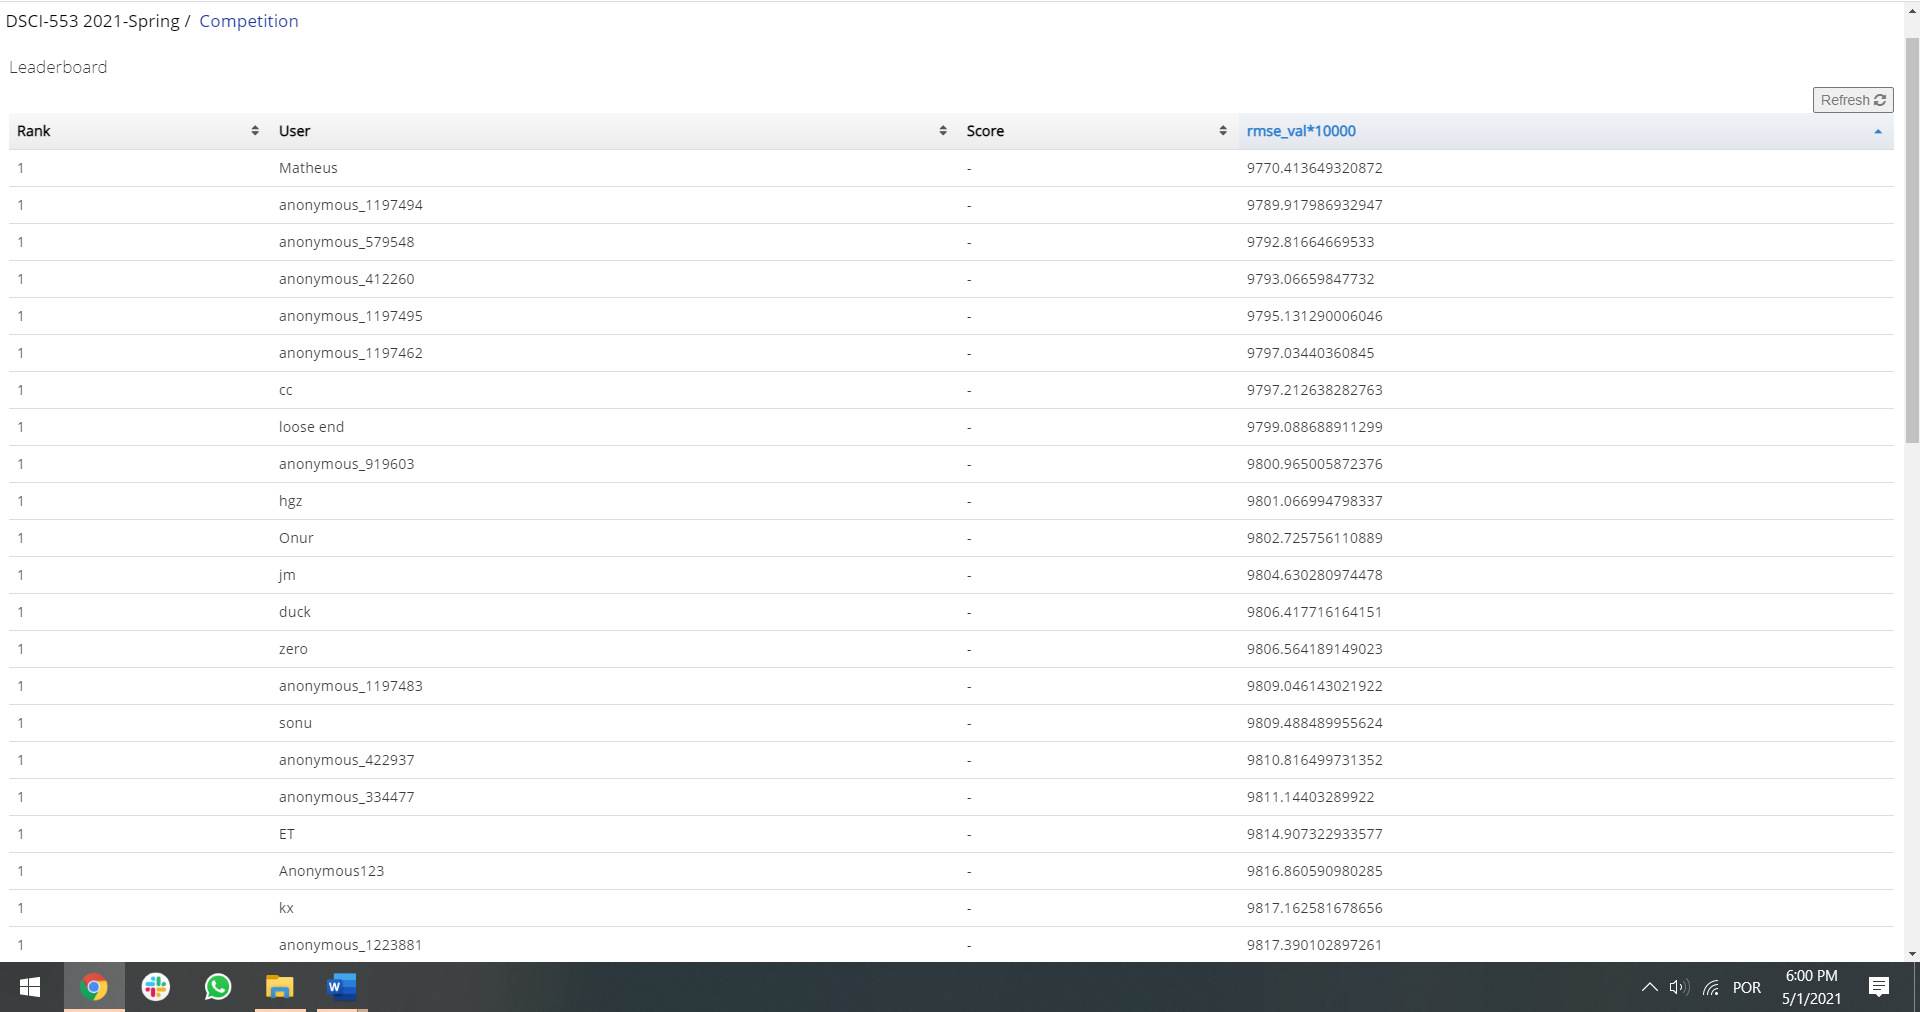 DSCI-553 2021-Spring / Competition
Leaderboard
Refresh
Rank User Score rmse_val*10000
1 Matheus - 9770.413649320872
1 anonymous_1197494 - 9789.917986932947
1 anonymous_579548 - 9792.81664669533
1 anonymous_412260 - 9793.06659847732
1 anonymous_1197495 - 9795.131290006046
1 anonymous_1197462 - 9797.03440360845
1 cc - 9797.212638282763
1 loose end - 9799.088688911299
1 anonymous_919603 - 9800.965005872376
1 hgz - 9801.066994798337
1 Onur - 9802.725756110889
1 jm - 9804.630280974478
1 duck - 9806.417716164151
1 zero - 9806.564189149023
1 anonymous_1197483 - 9809.046143021922
1 sonu - 9809.488489955624
1 anonymous_422937 - 9810.816499731352
1 anonymous_334477 - 9811.14403289922
1 ET - 9814.907322933577
1 Anonymous123 - 9816.860590980285
1 kx - 9817.162581678656
1 anonymous_1223881 - 9817.390102897261
W
POR
6:00 PM
5/1/2021